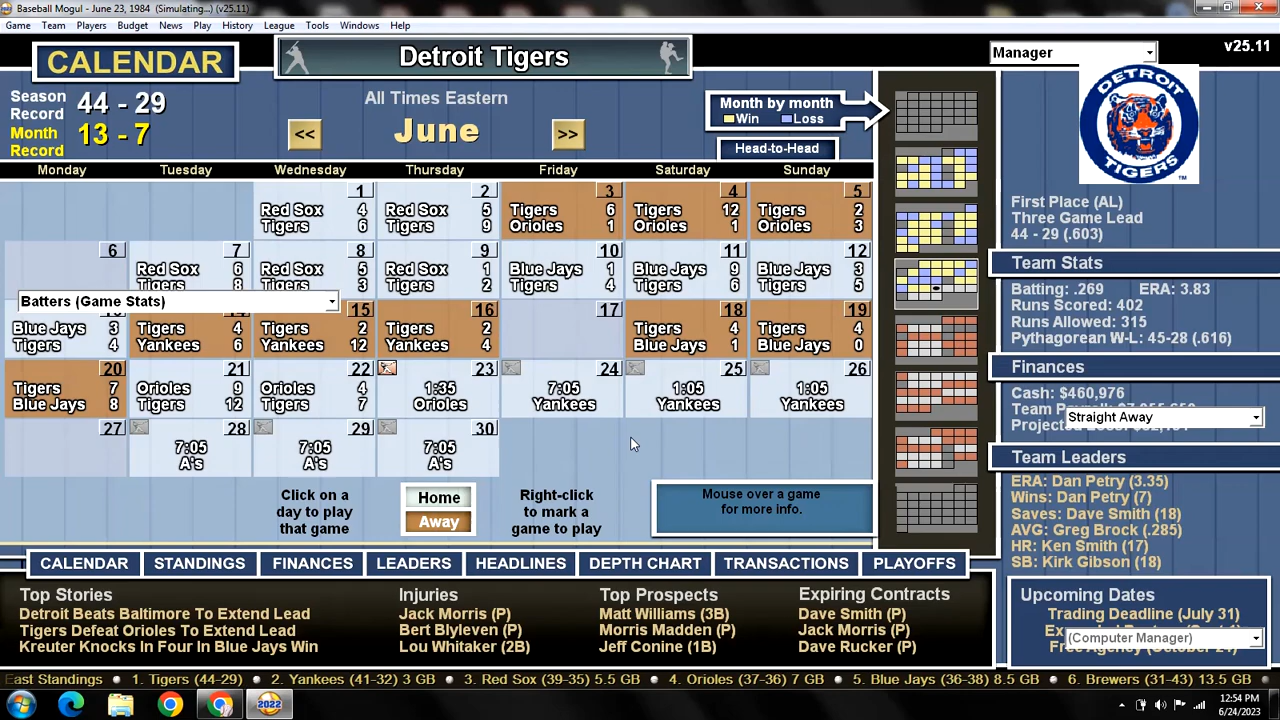 Baseball Mogul - June 23, 1984 (Simulating...) (v25.11)
Game Team Players Budget News Play History League Tools Windows Help
CALENDAR
Detroit Tigers
Manager
v25.11
Season Record 44 - 29
Month Record 13 - 7
All Times Eastern
<< June >>
Month by month
Win Loss
Head-to-Head
DETROIT
TIGERS
TM
Monday Tuesday Wednesday Thursday Friday Saturday Sunday
1 2 3 4 5
Red Sox 4 Red Sox 5 Tigers 6 Tigers 12 Tigers 2
Tigers 6 Tigers 9 Orioles 1 Orioles 1 Orioles 3
6 7 8 9 10 11 12
Red Sox 6 Red Sox 5 Red Sox 1 Blue Jays 1 Blue Jays 9 Blue Jays 3
Tigers 8 Tigers 3 Tigers 2 Tigers 4 Tigers 6 Tigers 5
Batters (Game Stats)
15 16 17 18 19
Blue Jays 3 Tigers 4 Tigers 2 Tigers 2 Tigers 4 Tigers 4
Tigers 4 Yankees 6 Yankees 12 Yankees 4 Blue Jays 1 Blue Jays 0
20 21 22 23 24 25 26
Tigers 7 Orioles 9 Orioles 4 1:35 7:05 1:05 1:05
Blue Jays 8 Tigers 12 Tigers 7 Orioles Yankees Yankees Yankees
27 28 29 30
7:05 7:05 7:05
A's A's A's
Click on a day to play that game
Home
Away
Right-click to mark a game to play
Mouse over a game for more info.
First Place (AL)
Three Game Lead
44 - 29 (.603)
Team Stats
Batting: .269 ERA: 3.83
Runs Scored: 402
Runs Allowed: 315
Pythagorean W-L: 45-28 (.616)
Finances
Cash: $460,976
Straight Away
Team Leaders
ERA: Dan Petry (3.35)
Wins: Dan Petry (7)
Saves: Dave Smith (18)
AVG: Greg Brock (.285)
HR: Ken Smith (17)
SB: Kirk Gibson (18)
CALENDAR STANDINGS FINANCES LEADERS HEADLINES DEPTH CHART TRANSACTIONS PLAYOFFS
Top Stories
Detroit Beats Baltimore To Extend Lead
Tigers Defeat Orioles To Extend Lead
Kreuter Knocks In Four In Blue Jays Win
Injuries
Jack Morris (P)
Bert Blyleven (P)
Lou Whitaker (2B)
Top Prospects
Matt Williams (3B)
Morris Madden (P)
Jeff Conine (1B)
Expiring Contracts
Dave Smith (P)
Jack Morris (P)
Dave Rucker (P)
Upcoming Dates
Trading Deadline (July 31)
(Computer Manager)
East Standings • 1. Tigers (44-29) • 2. Yankees (41-32) 3 GB • 3. Red Sox (39-35) 5.5 GB • 4. Orioles (37-36) 7 GB • 5. Blue Jays (36-38) 8.5 GB • 6. Brewers (31-43) 13.5 GB
2022
12:54 PM
6/24/2023